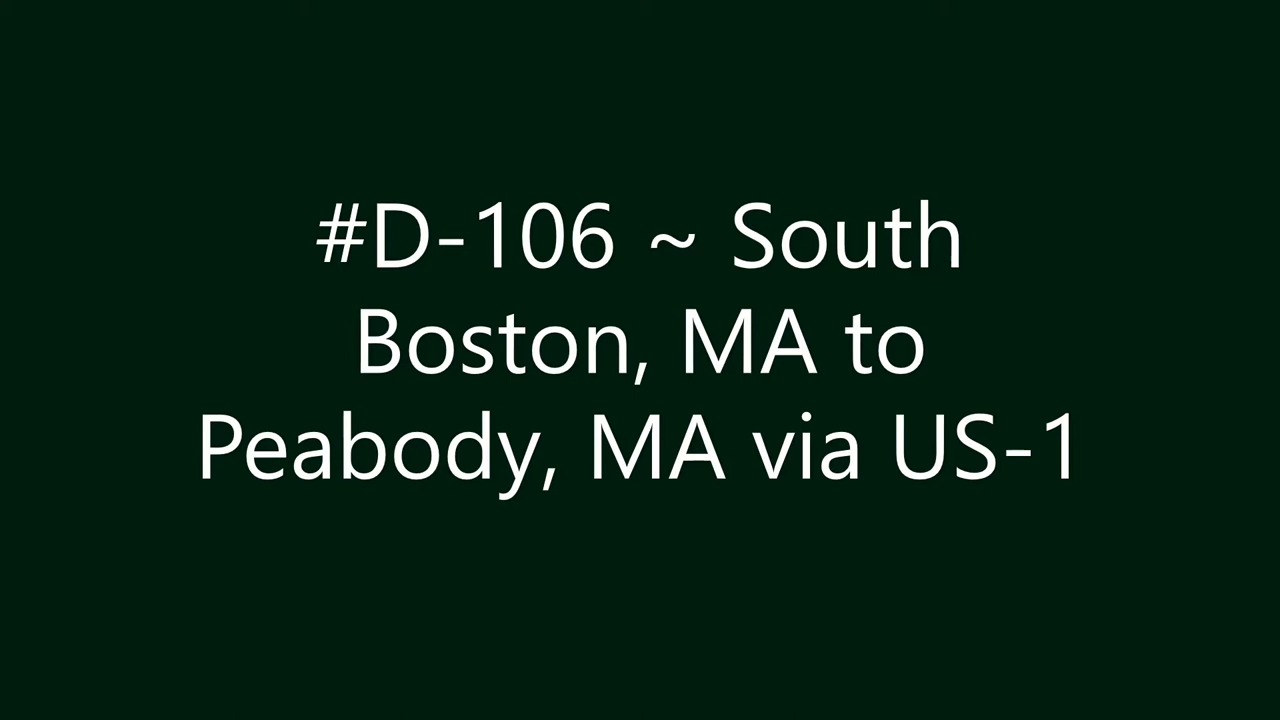 #D-106 ~ South
Boston, MA to
Peabody, MA via US-1